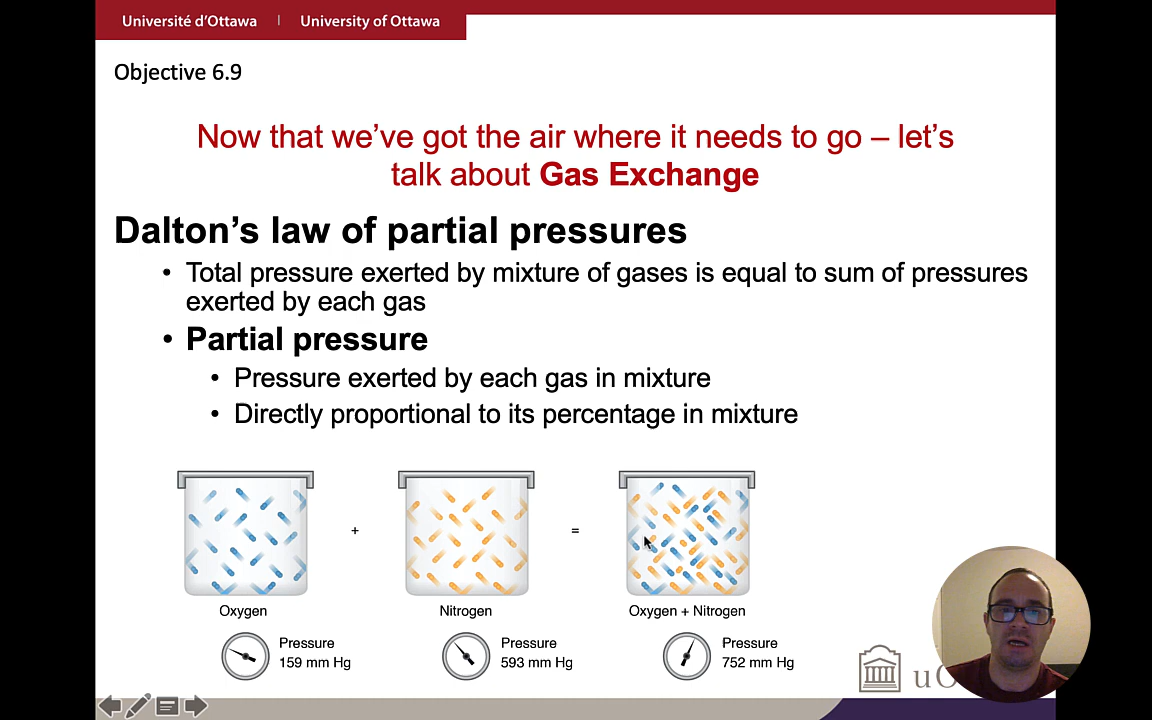 Université d'Ottawa | University of Ottawa
Objective 6.9
Now that we've got the air where it needs to go – let's
talk about Gas Exchange
Dalton's law of partial pressures
• Total pressure exerted by mixture of gases is equal to sum of pressures
exerted by each gas
• Partial pressure
• Pressure exerted by each gas in mixture
• Directly proportional to its percentage in mixture
+ =
Oxygen Nitrogen Oxygen + Nitrogen
Pressure Pressure Pressure
159 mm Hg 593 mm Hg 752 mm Hg